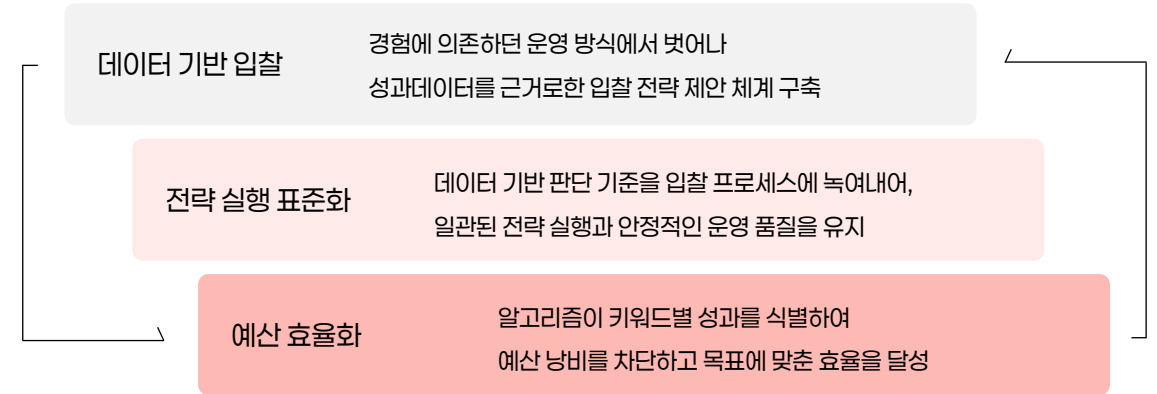 데이터 기반 입찰
경험에 의존하던 운영 방식에서 벗어나
성과데이터를 근거로한 입찰 전략 제안 체계 구축
전략 실행 표준화
데이터 기반 판단 기준을 입찰 프로세스에 녹여내어,
일관된 전략 실행과 안정적인 운영 품질을 유지
예산 효율화
알고리즘이 키워드별 성과를 식별하여
예산 낭비를 차단하고 목표에 맞춘 효율을 달성